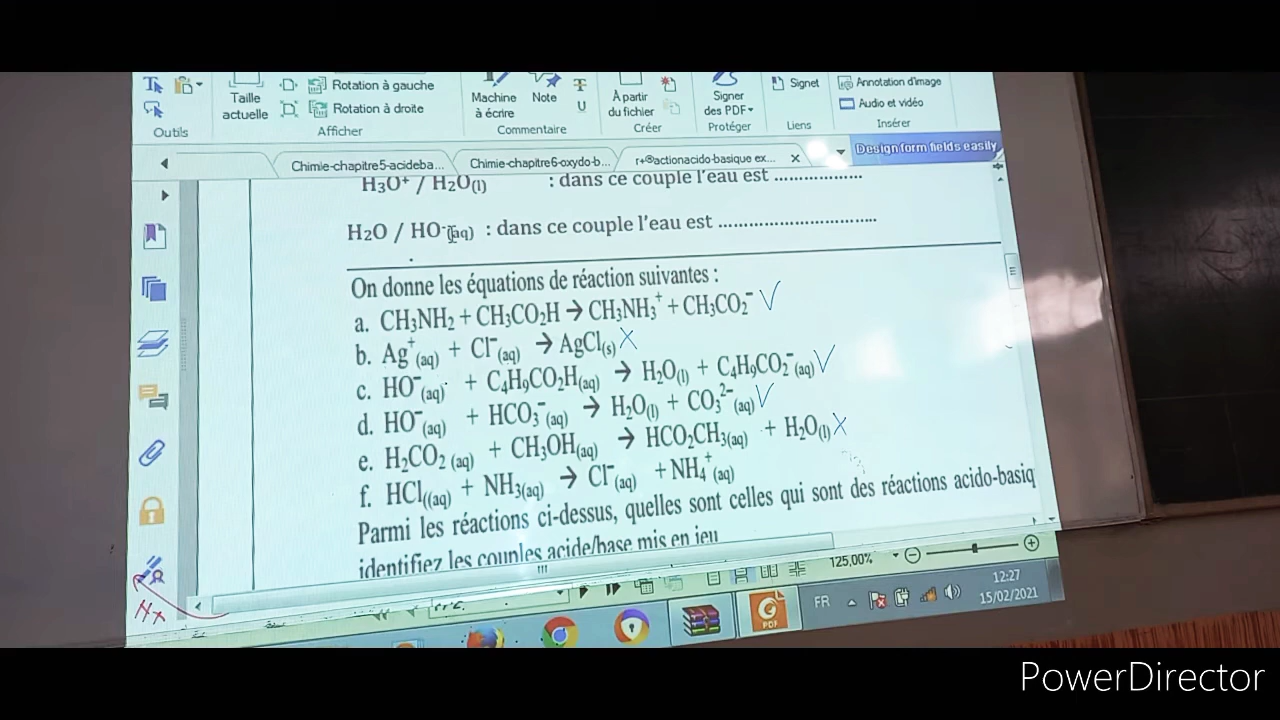 Rotation à gauche
Rotation à droite
Taille
actuelle
Outils
Afficher
Machine
à écrire
Note
Commentaire
À partir
du fichier
Créer
Signer
des PDF
Protéger
Signet
Liens
Annotation d'image
Audio et vidéo
Insérer
Chimie-chapitre5-acideba...
Chimie-chapitre6-oxydo-b...
r+®actionacido-basique ex...
Design form fields easily
H₃O⁺ / H₂O(l) : dans ce couple l'eau est ..................
H₂O / HO⁻(aq) : dans ce couple l'eau est ................................
On donne les équations de réaction suivantes :
a. CH₃NH₂ + CH₃CO₂H → CH₃NH₃⁺ + CH₃CO₂⁻ V
b. Ag⁺(aq) + Cl⁻(aq) → AgCl(s) X
c. HO⁻(aq) + C₄H₉CO₂H(aq) → H₂O(l) + C₄H₉CO₂⁻(aq) V
d. HO⁻(aq) + HCO₃⁻(aq) → H₂O(l) + CO₃²⁻(aq) V
e. H₂CO₂ (aq) + CH₃OH(aq) → HCO₂CH₃(aq) + H₂O(l) X
f. HCl((aq) + NH₃(aq) → Cl⁻(aq) + NH₄⁺(aq)
Parmi les réactions ci-dessus, quelles sont celles qui sont des réactions acido-basiq
identifiez les couples acide/base mis en jeu
125,00%
FR
12:27
15/02/2021
PDF
PowerDirector